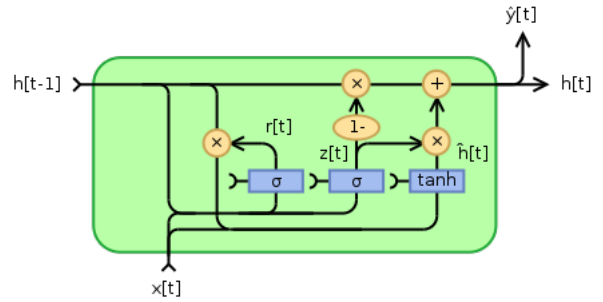 ŷ[t]
h[t-1]
×
+
h[t]
1-
r[t]
×
z[t]
×
ĥ[t]
σ
σ
tanh
x[t]